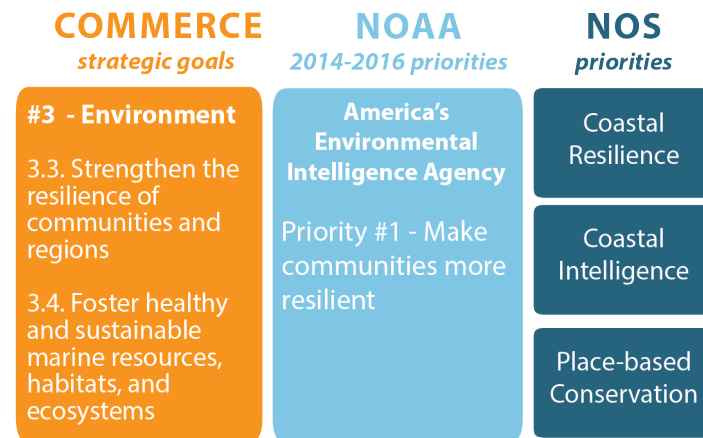 COMMERCE
strategic goals
#3 - Environment
3.3. Strengthen the
resilience of
communities and
regions
3.4. Foster healthy
and sustainable
marine resources,
habitats, and
ecosystems
NOAA
2014-2016 priorities
America's
Environmental
Intelligence Agency
Priority #1 - Make
communities more
resilient
NOS
priorities
Coastal
Resilience
Coastal
Intelligence
Place-based
Conservation